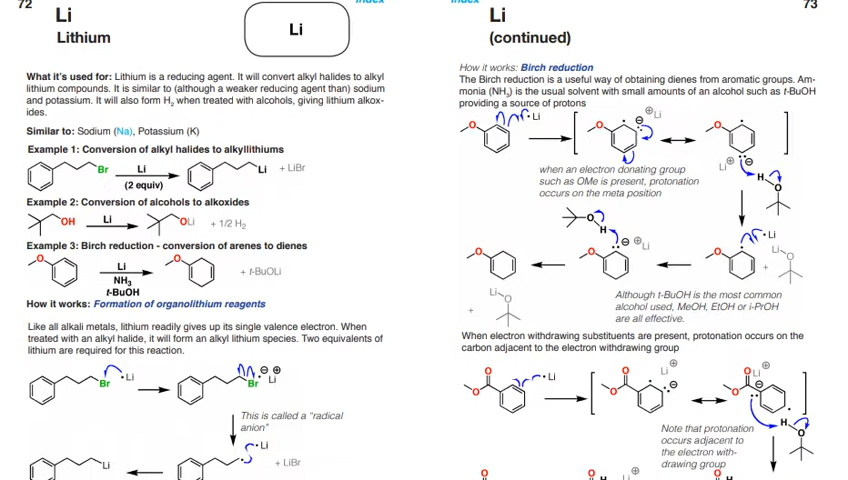 72
Li
Lithium
Index
Li
What it's used for: Lithium is a reducing agent. It will convert alkyl halides to alkyl
lithium compounds. It is similar to (although a weaker reducing agent than) sodium
and potassium. It will also form H2 when treated with alcohols, giving lithium alkox-
ides.
Similar to: Sodium (Na), Potassium (K)
Example 1: Conversion of alkyl halides to alkyllithiums
Br
Li
(2 equiv)
Li
+ LiBr
Example 2: Conversion of alcohols to alkoxides
OH
Li
OLi
+ 1/2 H2
Example 3: Birch reduction - conversion of arenes to dienes
O
Li
NH3
t-BuOH
O
+ t-BuOLi
How it works: Formation of organolithium reagents
Like all alkali metals, lithium readily gives up its single valence electron. When
treated with an alkyl halide, it will form an alkyl lithium species. Two equivalents of
lithium are required for this reaction.
Br
Li
Br
⊖ ⊕
Li
This is called a "radical
anion"
Li
+ LiBr
Li
Index
73
Li
(continued)
How it works: Birch reduction
The Birch reduction is a useful way of obtaining dienes from aromatic groups. Am-
monia (NH3) is the usual solvent with small amounts of an alcohol such as t-BuOH
providing a source of protons
O
Li
O
⊖
⊕Li
O
Li⊕
⊖
when an electron donating group
such as OMe is present, protonation
occurs on the meta position
H
O
O
H
O
O
⊖
⊕Li
O
Li
Li
O
+
Li
O
+
Although t-BuOH is the most common
alcohol used, MeOH, EtOH or i-PrOH
are all effective.
When electron withdrawing substituents are present, protonation occurs on the
carbon adjacent to the electron withdrawing group
O
O
Li
O
O
Li⊕
⊖
O
O
Li⊕
⊖
Note that protonation
occurs adjacent to
the electron with-
drawing group
H
O
O
O
H
Li⊕
O
H